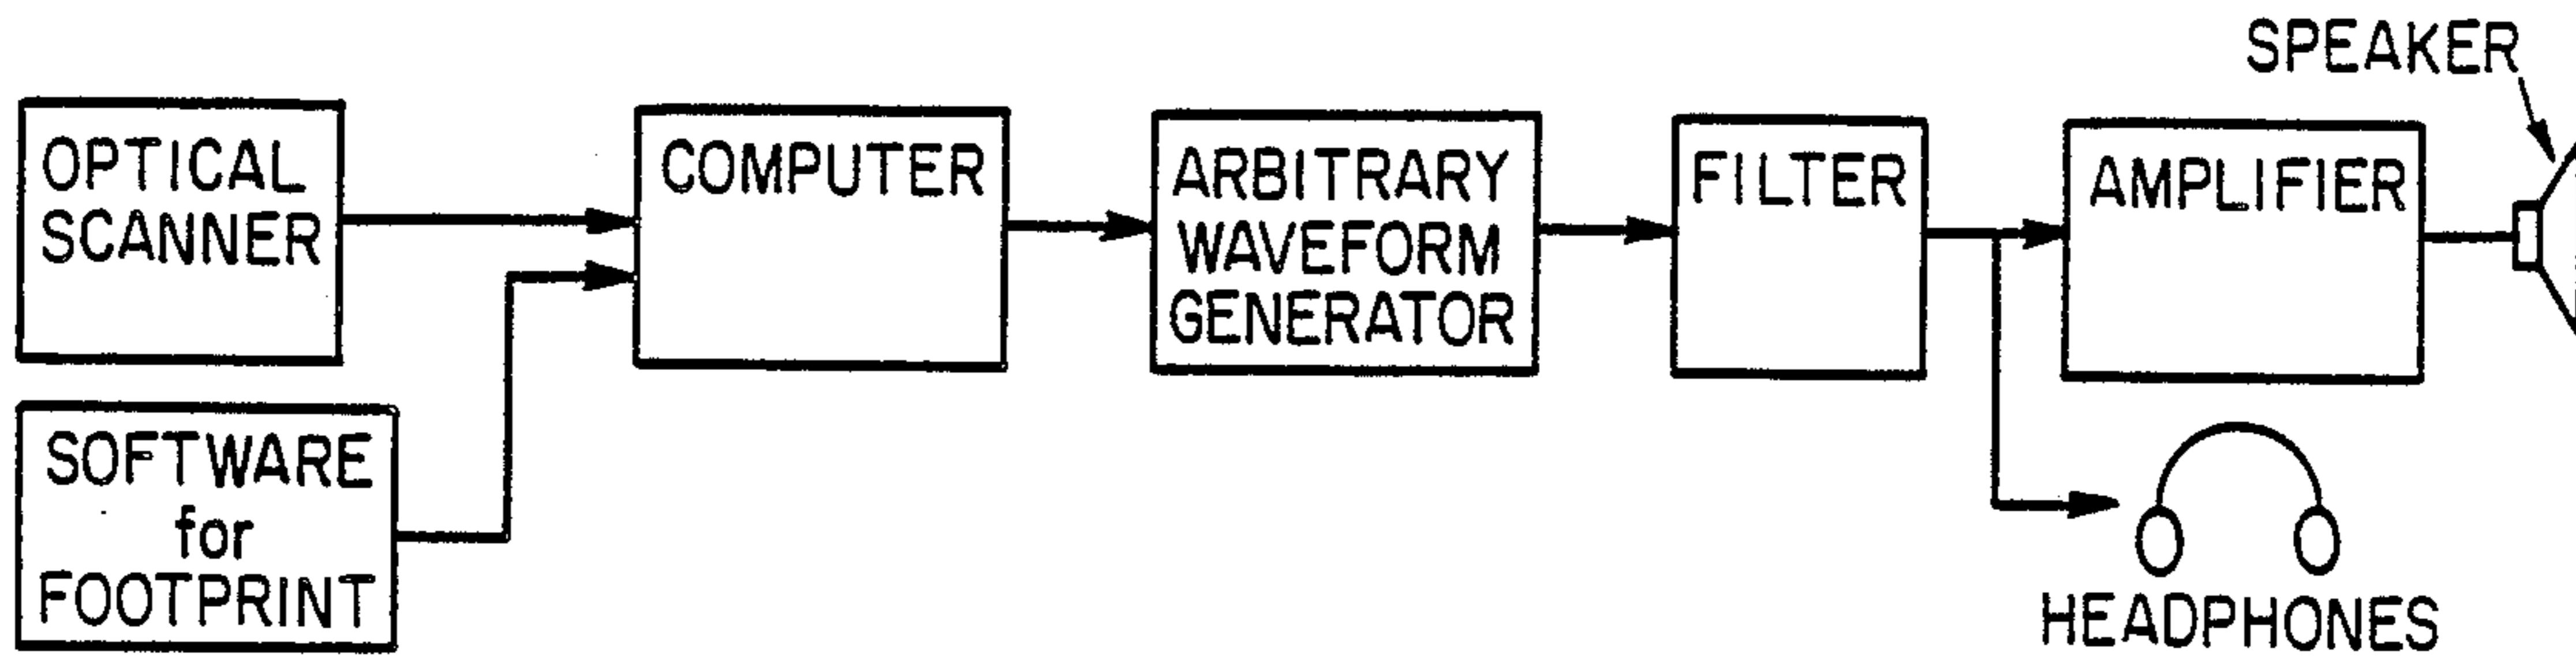 SPEAKER
OPTICAL
SCANNER
COMPUTER
ARBITRARY
WAVEFORM
GENERATOR
FILTER
AMPLIFIER
SOFTWARE
for
FOOTPRINT
HEADPHONES